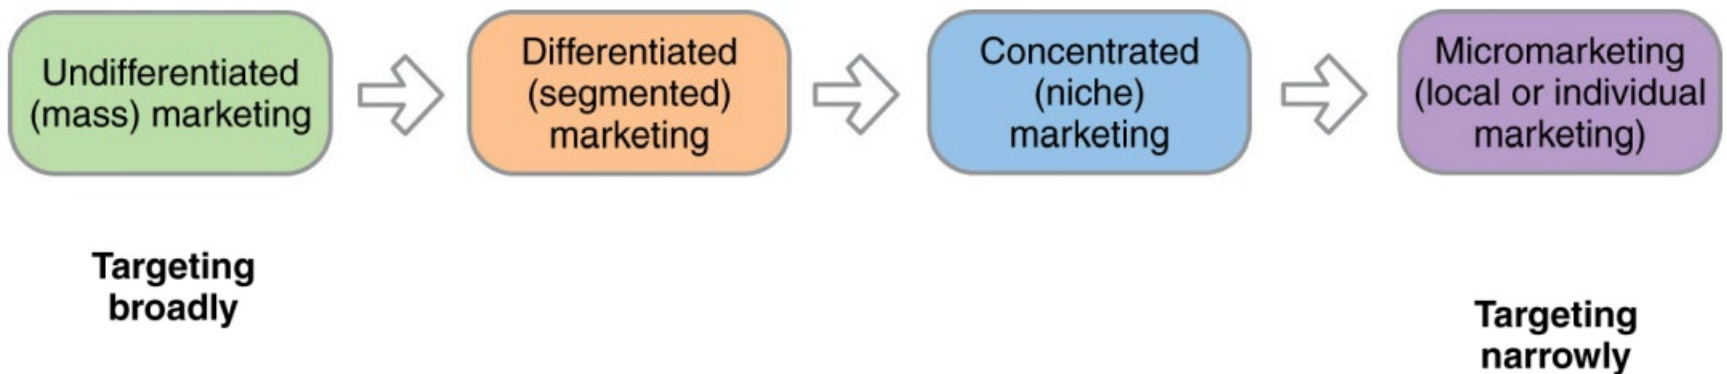 Undifferentiated
(mass) marketing
Differentiated
(segmented)
marketing
Concentrated
(niche)
marketing
Micromarketing
(local or individual
marketing)
Targeting
broadly
Targeting
narrowly